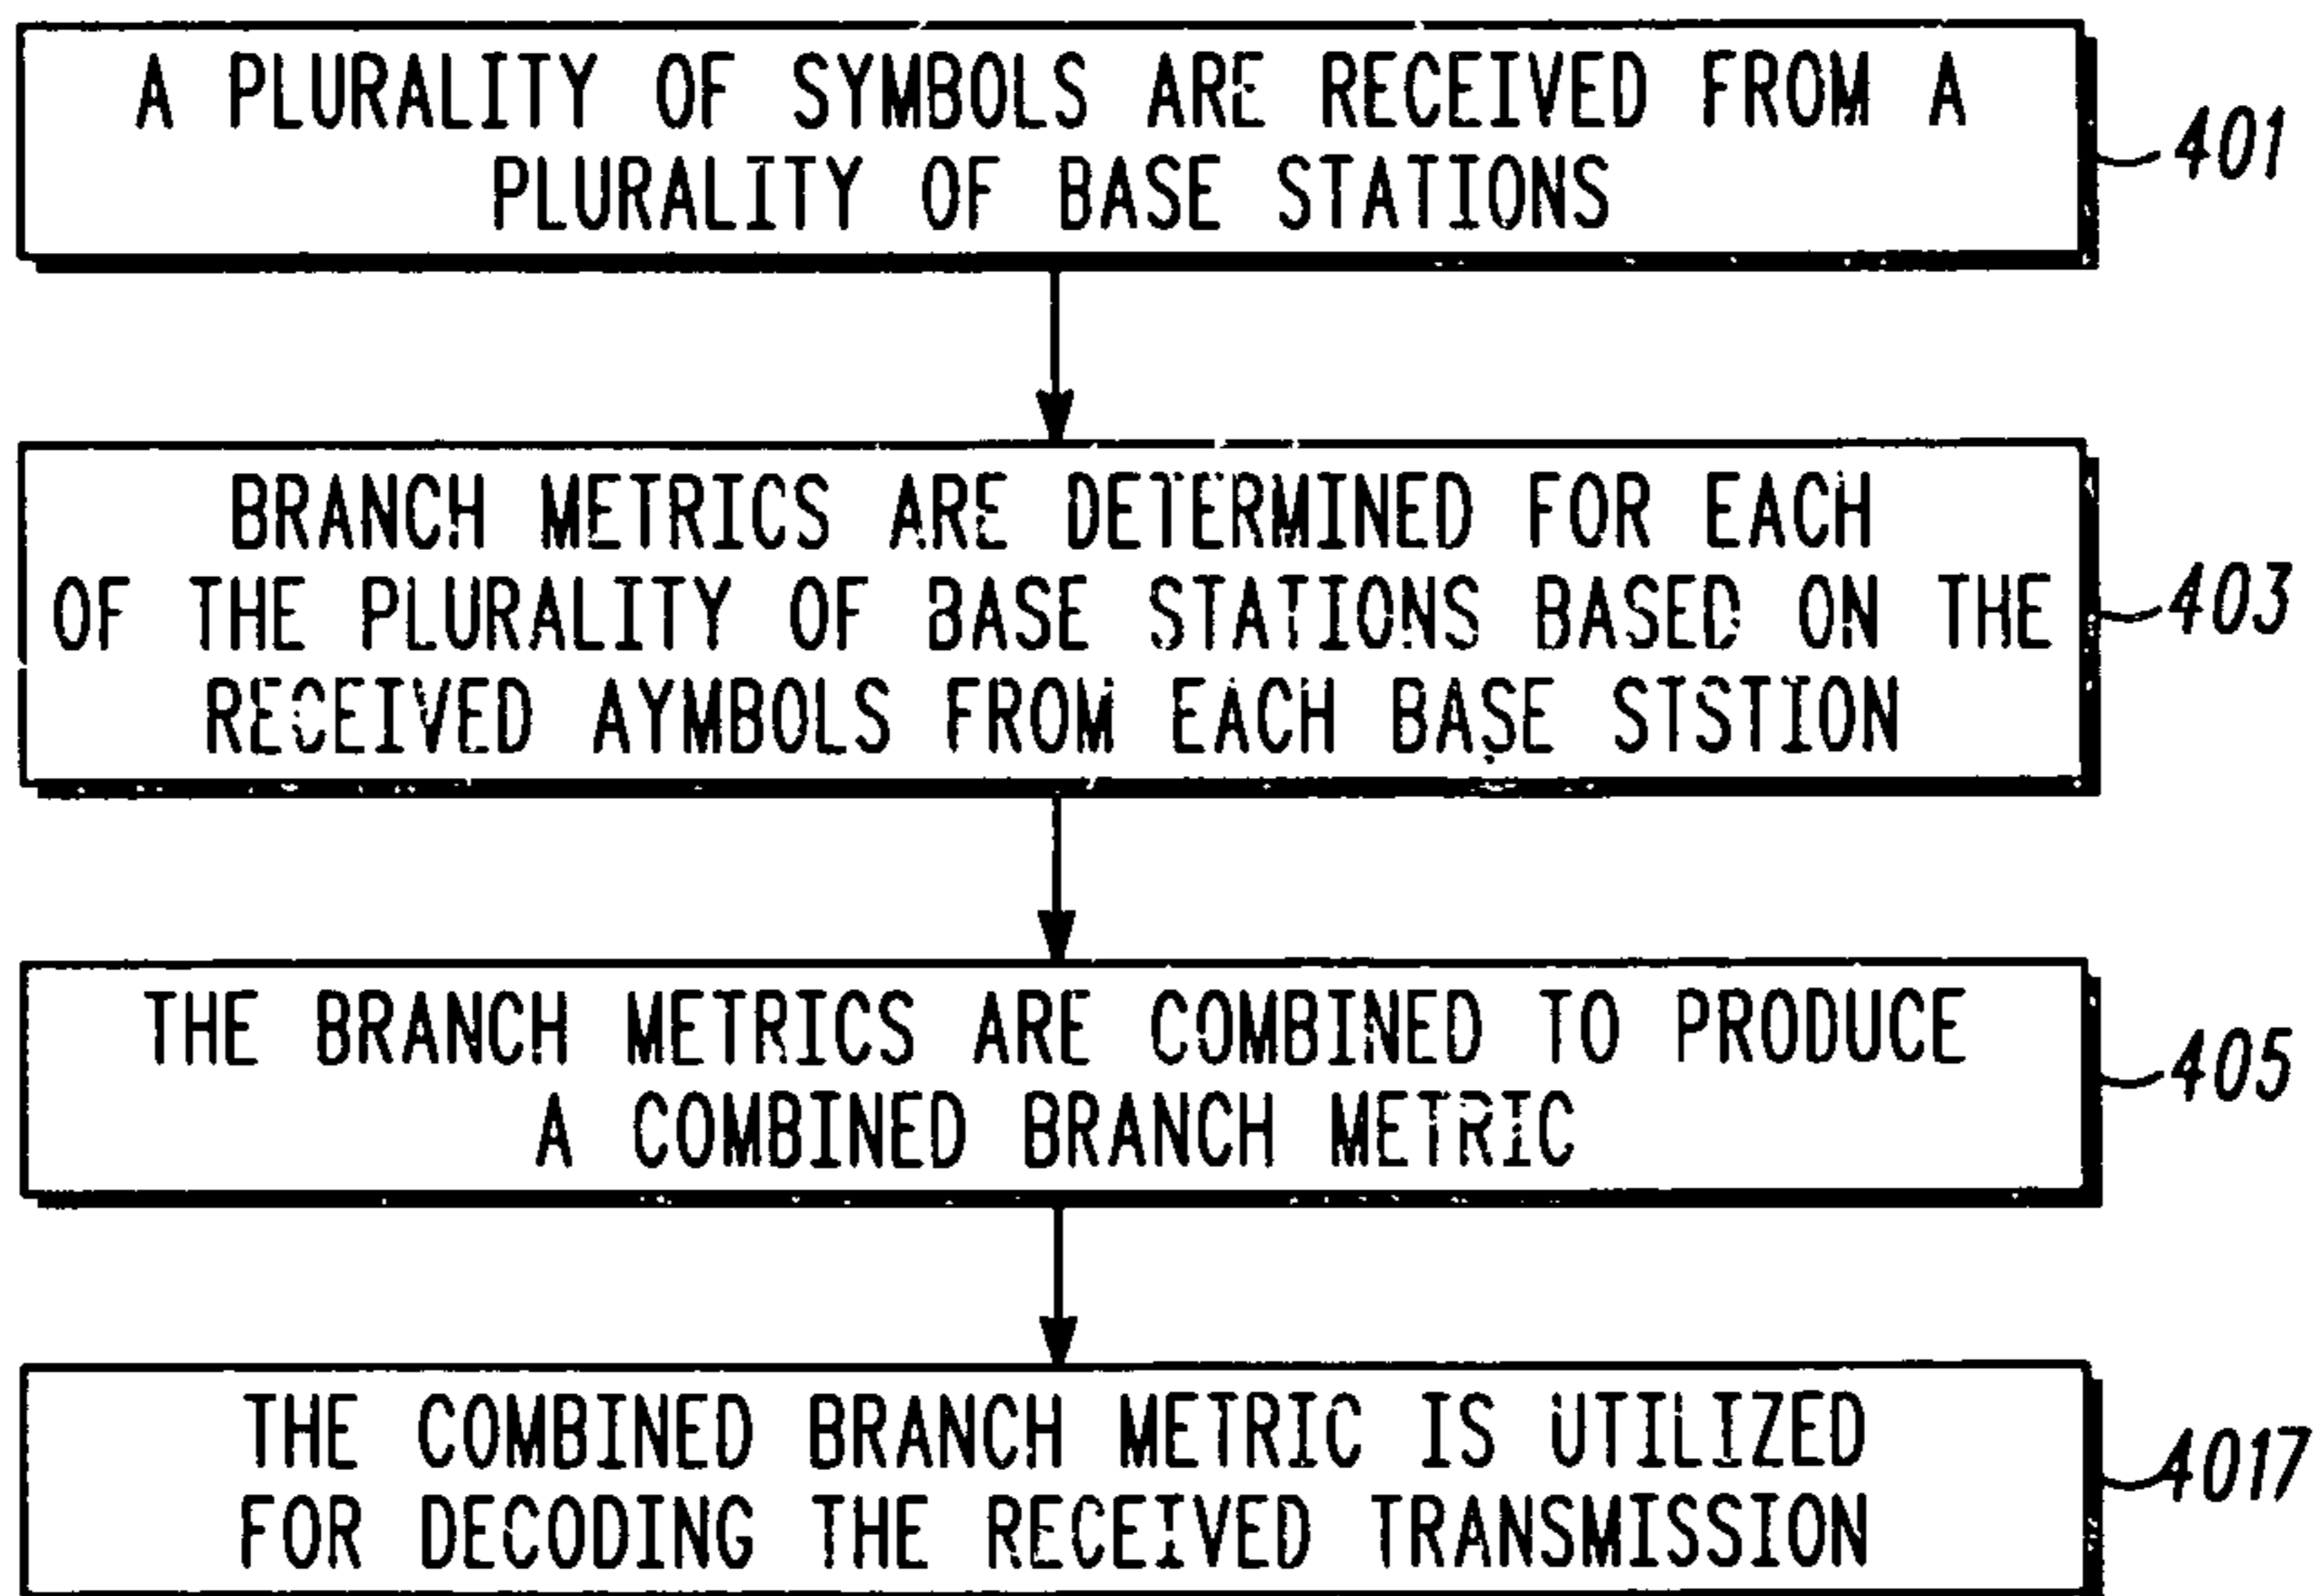 A PLURALITY OF SYMBOLS ARE RECEIVED FROM A
PLURALITY OF BASE STATIONS
401
BRANCH METRICS ARE DETERMINED FOR EACH
OF THE PLURALITY OF BASE STATIONS BASED ON THE
RECEIVED AYMBOLS FROM EACH BASE STSTION
403
THE BRANCH METRICS ARE COMBINED TO PRODUCE
A COMBINED BRANCH METRIC
405
THE COMBINED BRANCH METRIC IS UTILIZED
FOR DECODING THE RECEIVED TRANSMISSION
4017